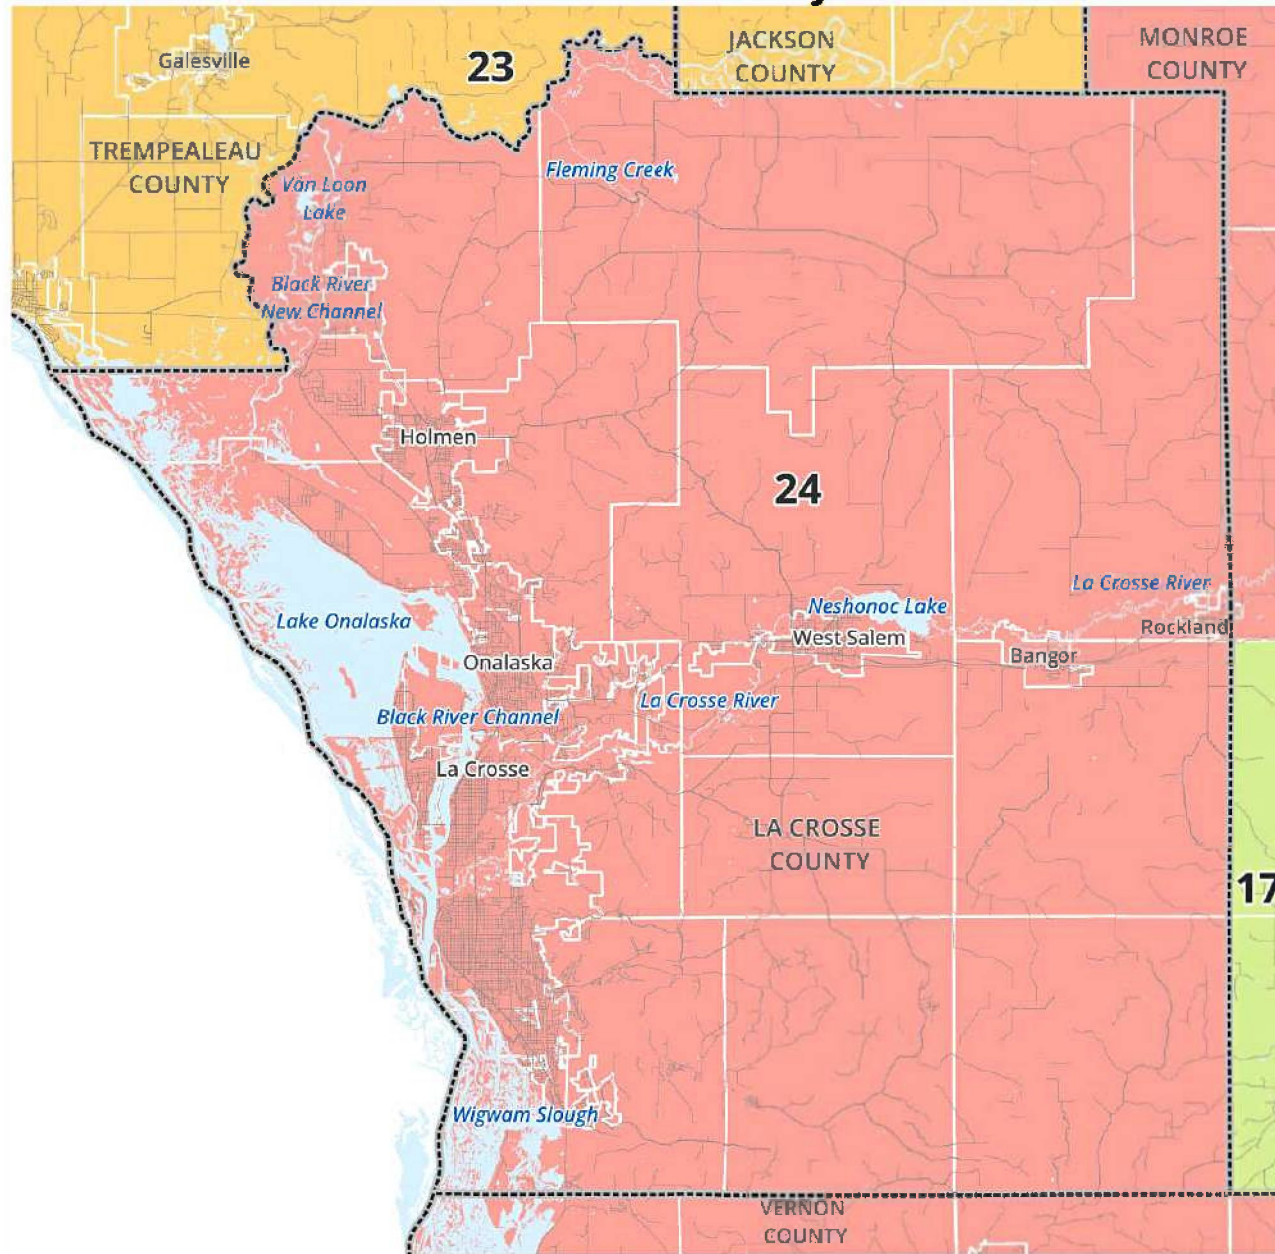 Galesville
23
JACKSON
COUNTY
MONROE
COUNTY
TREMPEALEAU
COUNTY
Van Loon
Lake
Fleming Creek
Black River
New Channel
Holmen
24
La Crosse River
Neshonoc Lake
Lake Onalaska
West Salem
Rockland
Bangor
Onalaska
La Crosse River
Black River Channel
La Crosse
LA CROSSE
COUNTY
17
Wigwam Slough
VERNON
COUNTY